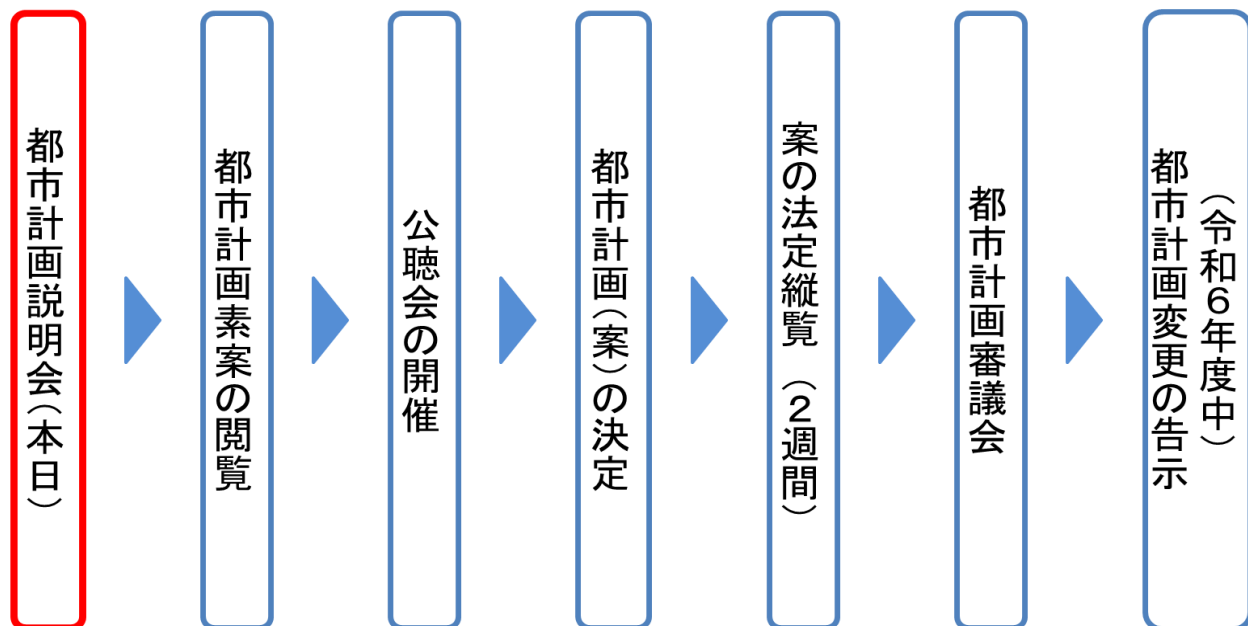 都市計画説明会(本日)
都市計画素案の閲覧
公聴会の開催
都市計画(案)の決定
案の法定縦覧 (2週間)
都市計画審議会
(令和6年度中)
都市計画変更の告示